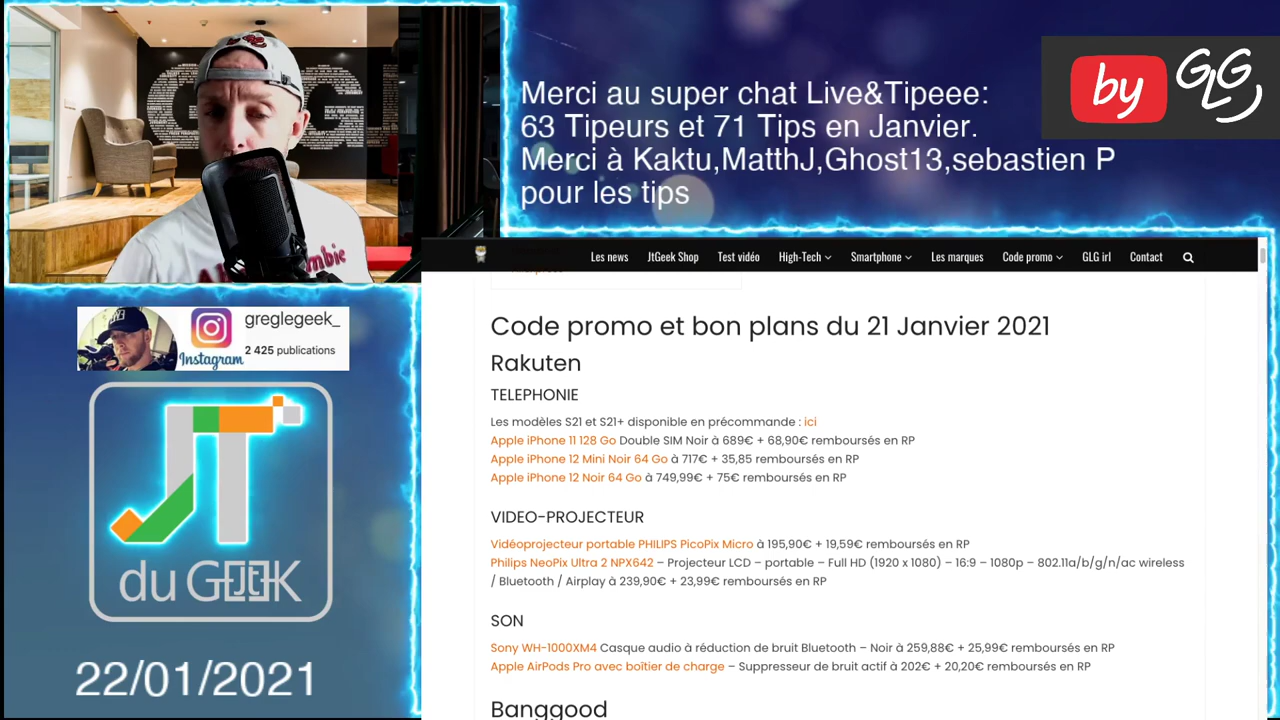 Merci au super chat Live&Tipeee:
63 Tipeurs et 71 Tips en Janvier.
Merci à Kaktu,MatthJ,Ghost13,sebastien P
pour les tips
by GLG
greglegeek_
Instagram
2 425 publications
JT
du GEEK
22/01/2021
Les news JtGeek Shop Test vidéo High-Tech Smartphone Les marques Code promo GLG irl Contact
Code promo et bon plans du 21 Janvier 2021
Rakuten
TELEPHONIE
Les modèles S21 et S21+ disponible en précommande : ici
Apple iPhone 11 128 Go Double SIM Noir à 689€ + 68,90€ remboursés en RP
Apple iPhone 12 Mini Noir 64 Go à 717€ + 35,85 remboursés en RP
Apple iPhone 12 Noir 64 Go à 749,99€ + 75€ remboursés en RP
VIDEO-PROJECTEUR
Vidéoprojecteur portable PHILIPS PicoPix Micro à 195,90€ + 19,59€ remboursés en RP
Philips NeoPix Ultra 2 NPX642 – Projecteur LCD – portable – Full HD (1920 x 1080) – 16:9 – 1080p – 802.11a/b/g/n/ac wireless
/ Bluetooth / Airplay à 239,90€ + 23,99€ remboursés en RP
SON
Sony WH-1000XM4 Casque audio à réduction de bruit Bluetooth – Noir à 259,88€ + 25,99€ remboursés en RP
Apple AirPods Pro avec boîtier de charge – Suppresseur de bruit actif à 202€ + 20,20€ remboursés en RP
Banggood